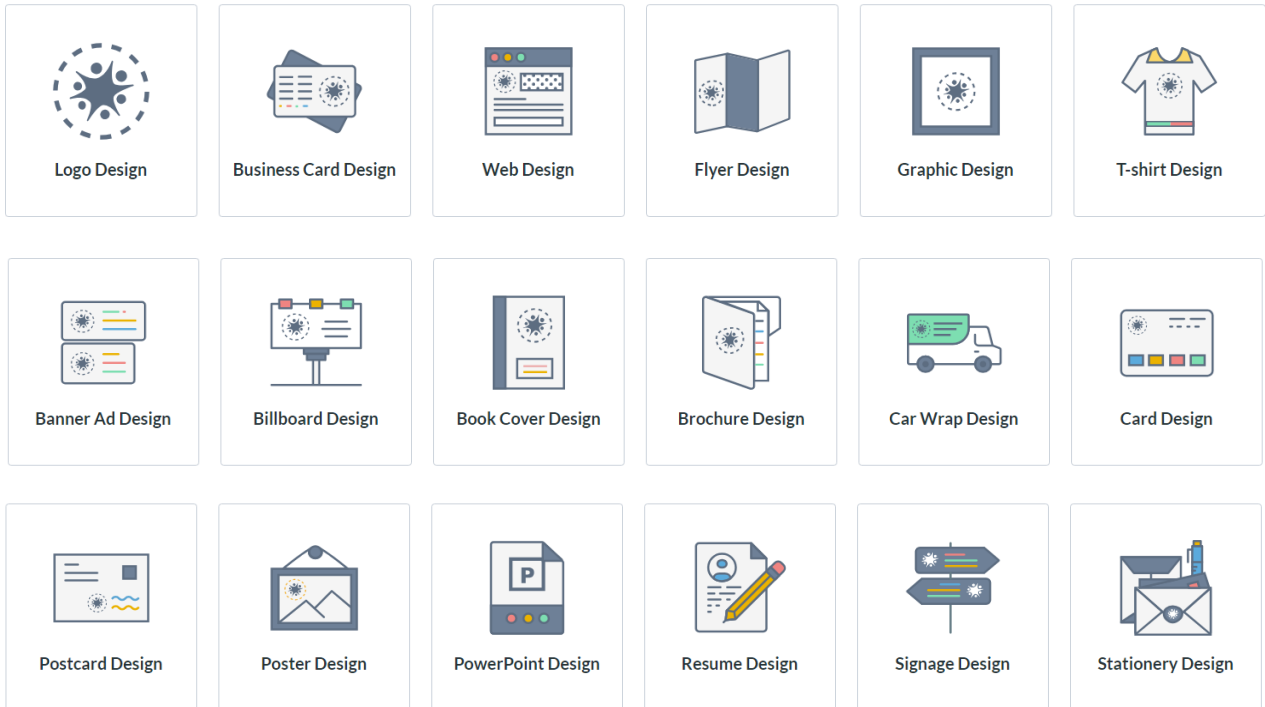 Logo Design
Business Card Design
Web Design
Flyer Design
Graphic Design
T-shirt Design
Banner Ad Design
Billboard Design
Book Cover Design
Brochure Design
Car Wrap Design
Card Design
P
Postcard Design
Poster Design
PowerPoint Design
Resume Design
Signage Design
Stationery Design